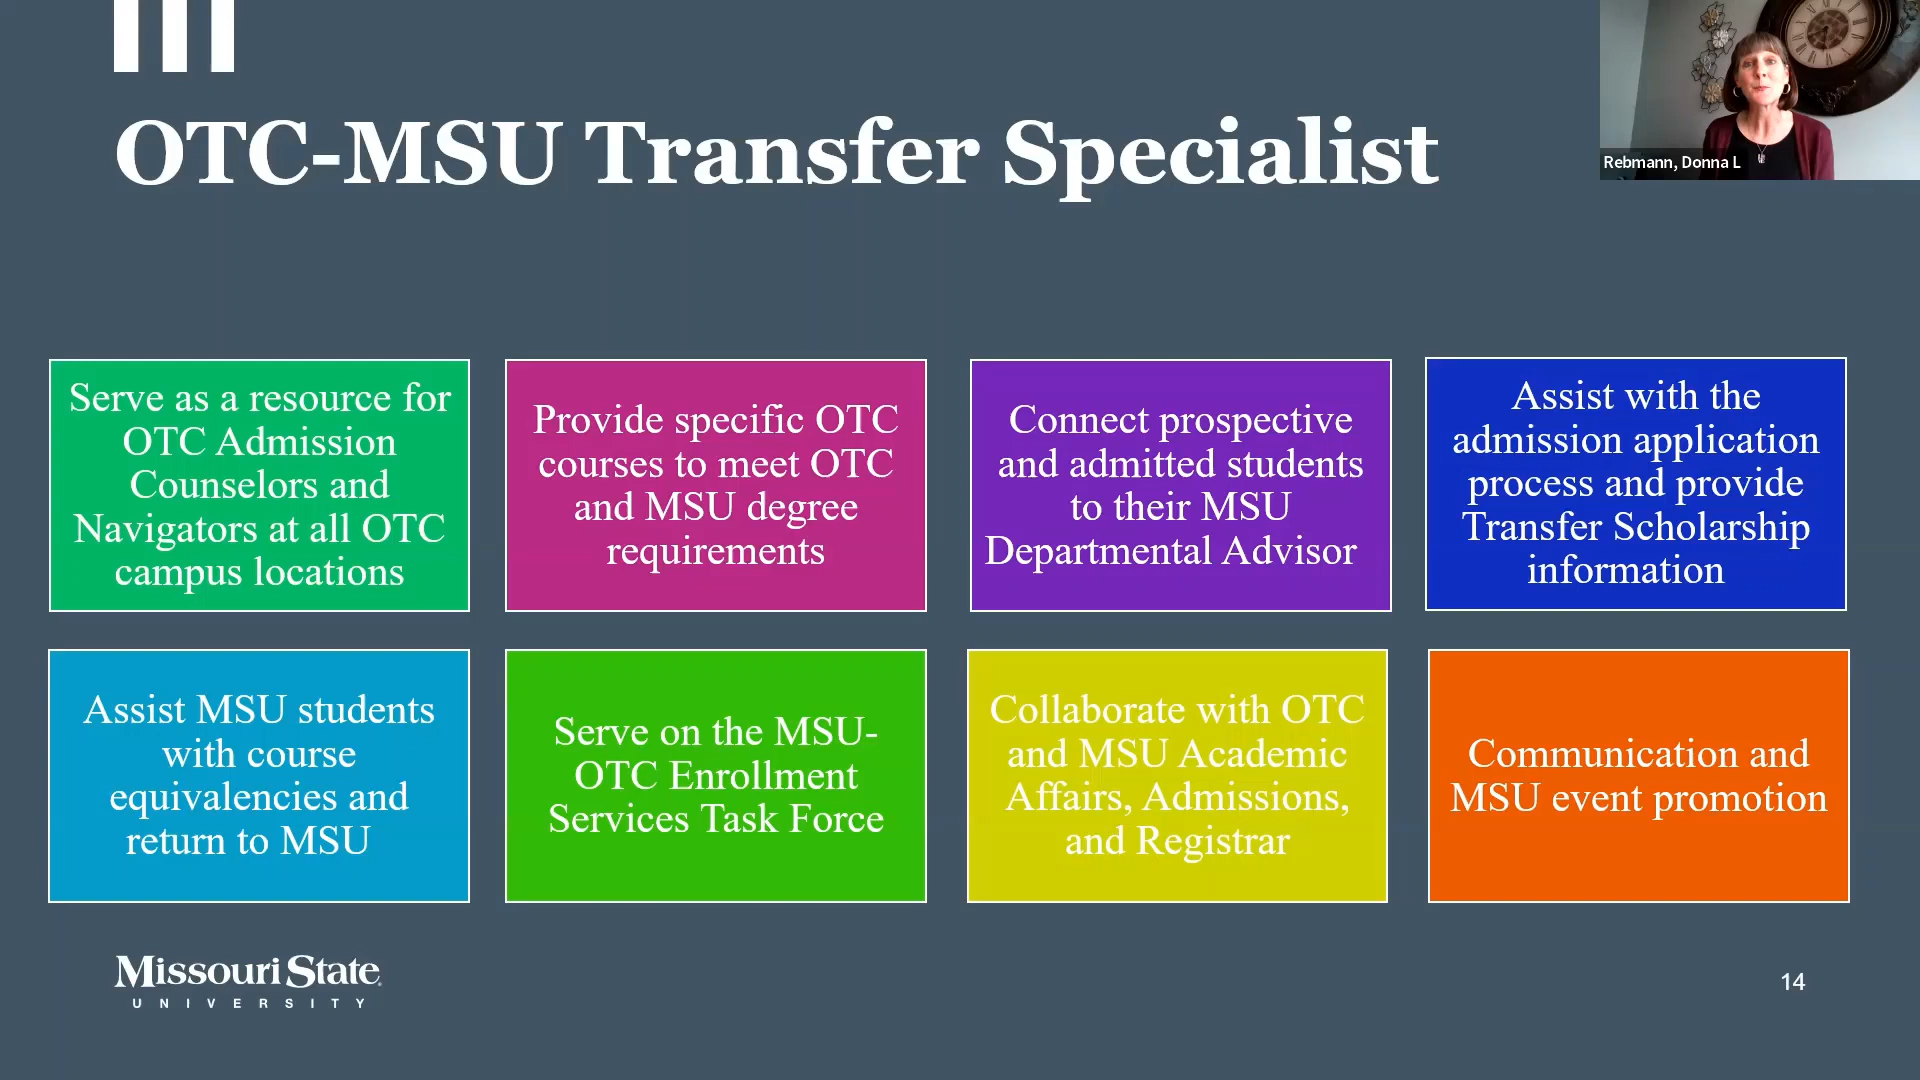 OTC-MSU Transfer Specialist
Rebmann, Donna L
Serve as a resource for
OTC Admission
Counselors and
Navigators at all OTC
campus locations
Provide specific OTC
courses to meet OTC
and MSU degree
requirements
Connect prospective
and admitted students
to their MSU
Departmental Advisor
Assist with the
admission application
process and provide
Transfer Scholarship
information
Assist MSU students
with course
equivalencies and
return to MSU
Serve on the MSU-
OTC Enrollment
Services Task Force
Collaborate with OTC
and MSU Academic
Affairs, Admissions,
and Registrar
Communication and
MSU event promotion
Missouri State
UNIVERSITY
14